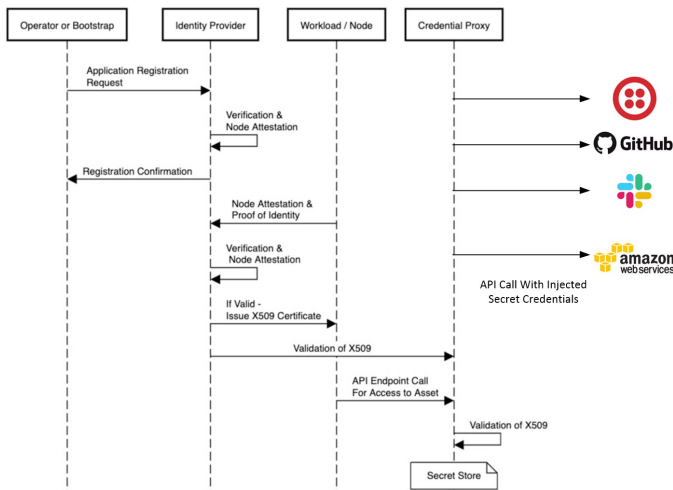 Operator or Bootstrap
Identity Provider
Workload / Node
Credential Proxy
Application Registration
Request
Verification &
Node Attestation
GitHub
Registration Confirmation
Node Attestation &
Proof of Identity
Verification &
Node Attestation
amazon
webservices
API Call With Injected
Secret Credentials
If Valid -
Issue X509 Certificate
Validation of X509
API Endpoint Call
For Access to Asset
Validation of X509
Secret Store